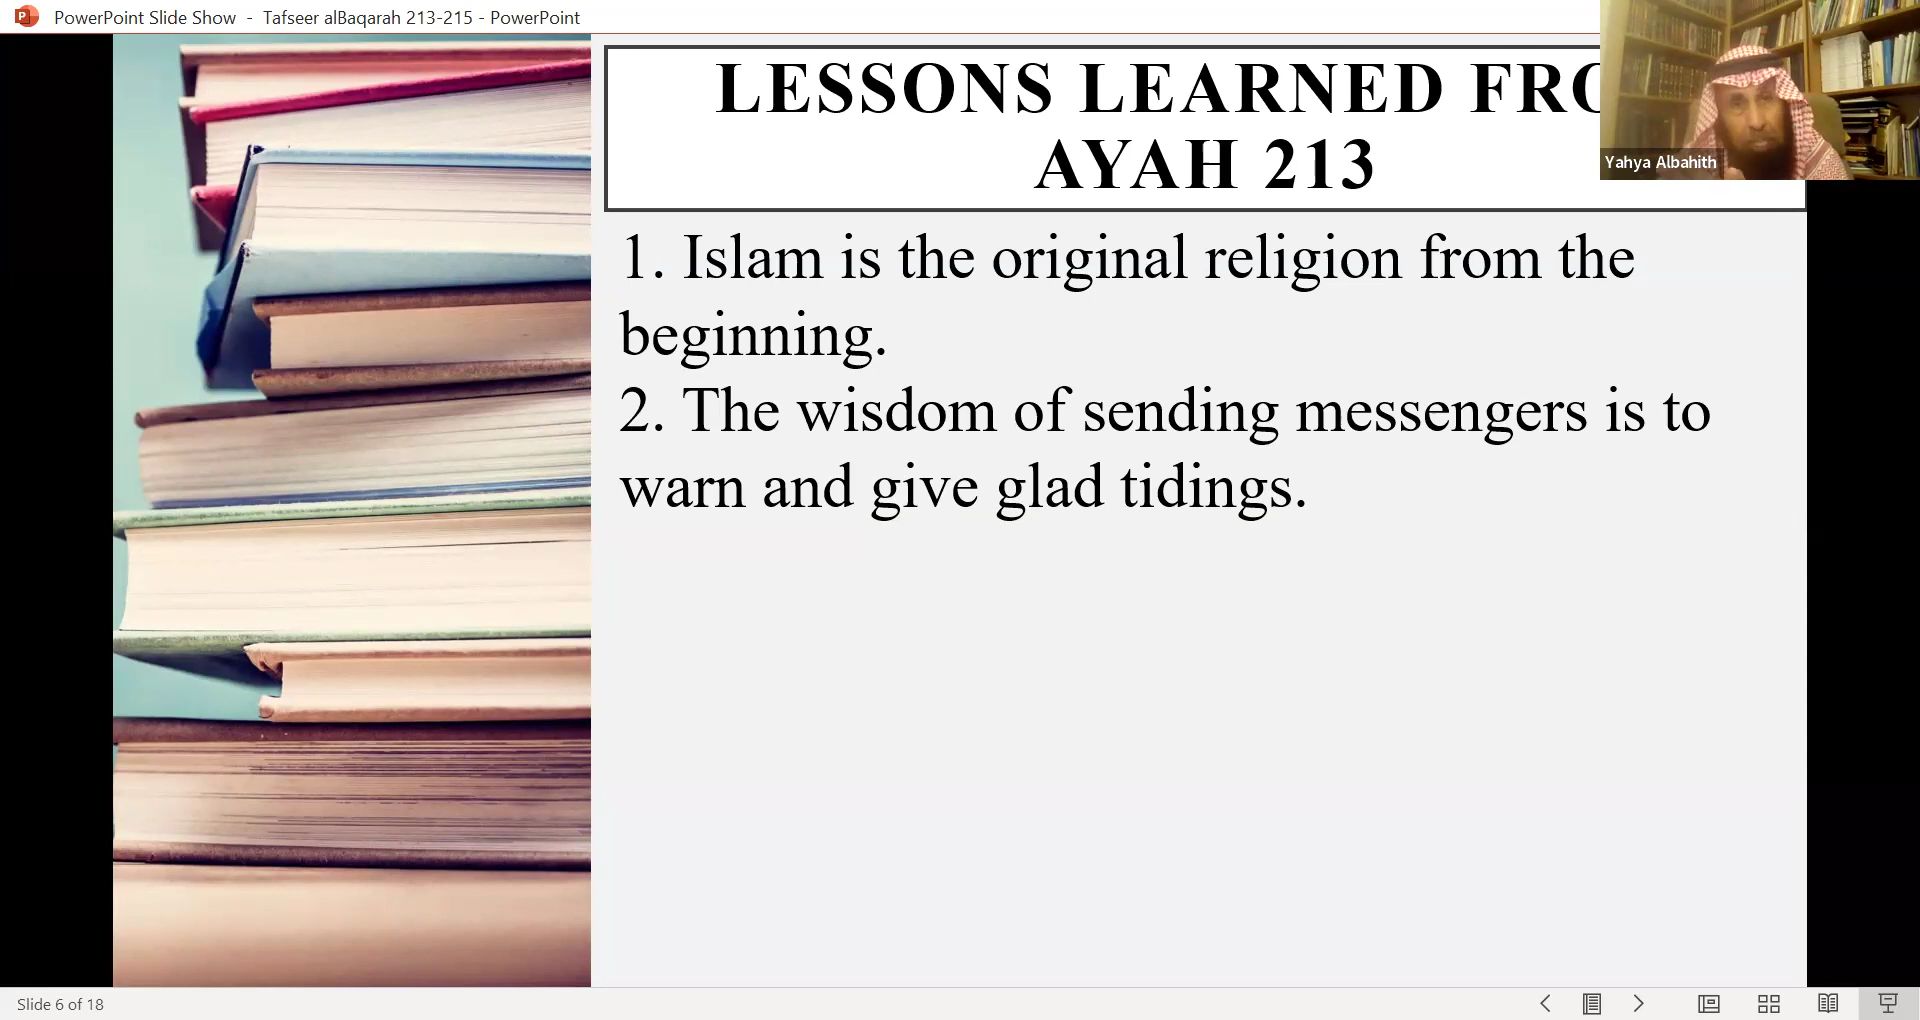 PowerPoint Slide Show - Tafseer alBaqarah 213-215 - PowerPoint
LESSONS LEARNED
AYAH 213
Yahya Albahith
1. Islam is the original religion from the
beginning.
2. The wisdom of sending messengers is to
warn and give glad tidings.
Slide 6 of 18